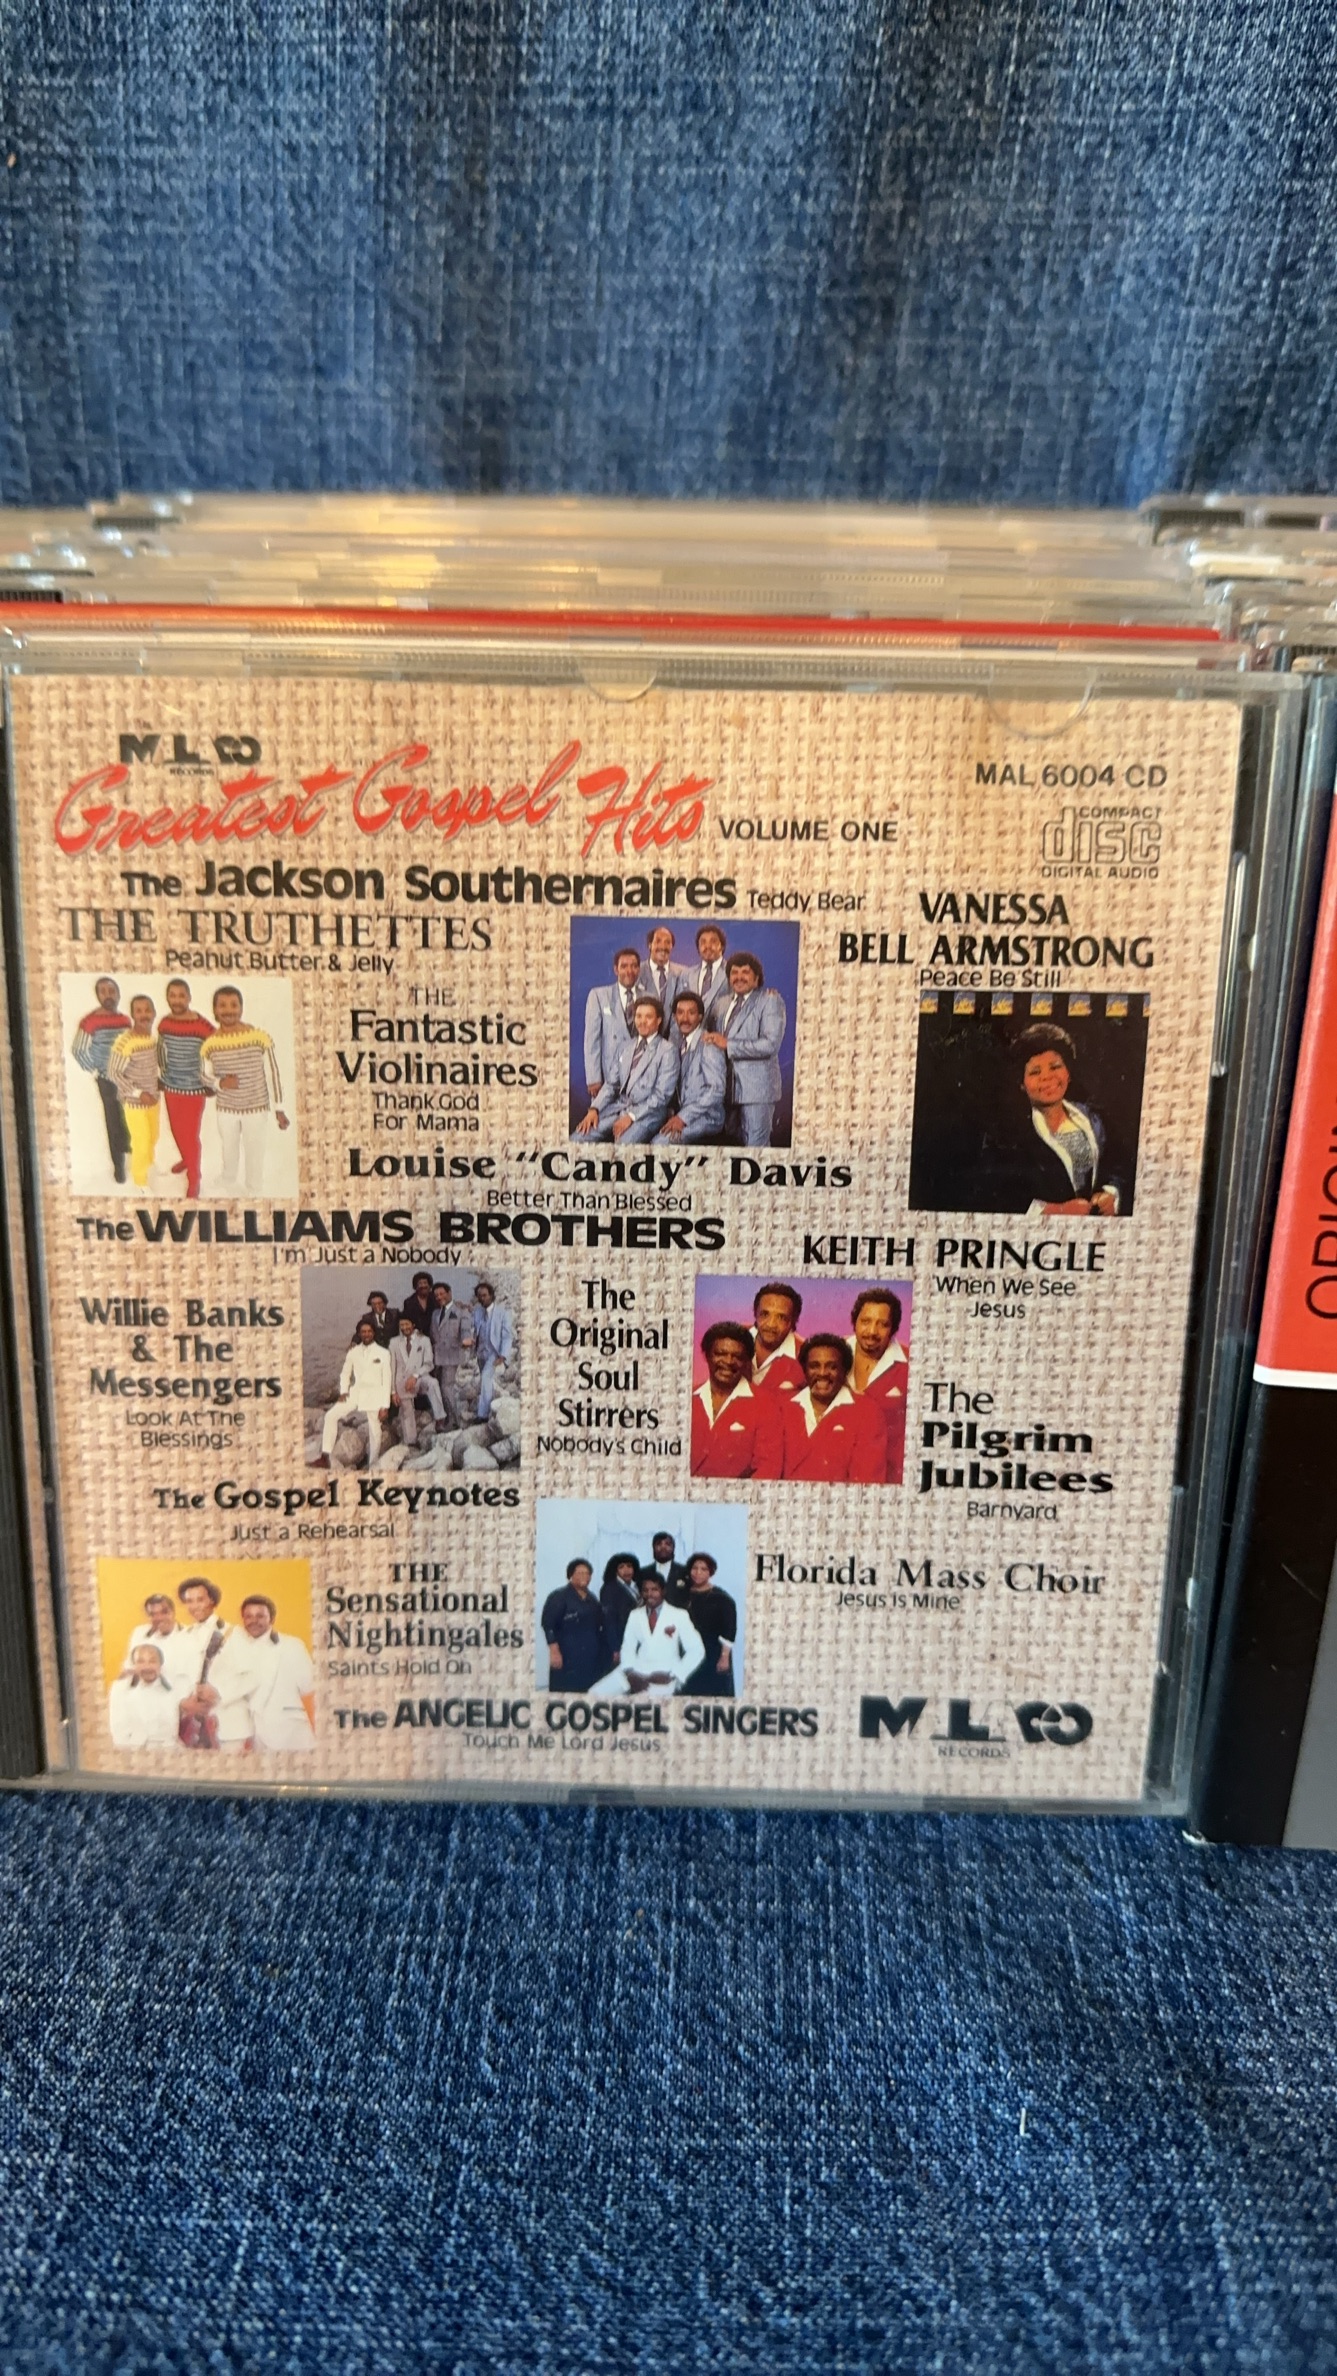 MALACO
RECORDS
Greatest Gospel Hits VOLUME ONE
MAL 6004 CD
COMPACT
disc
DIGITAL AUDIO
The Jackson Southernaires Teddy Bear
THE TRUTHETTES
Peanut Butter & Jelly
VANESSA
BELL ARMSTRONG
Peace Be Still
THE
Fantastic
Violinaires
Thank God
For Mama
Louise "Candy" Davis
Better Than Blessed
The WILLIAMS BROTHERS
I'm Just a Nobody
KEITH PRINGLE
When We See
Jesus
Willie Banks
& The
Messengers
Look At The
Blessings
The
Original
Soul
Stirrers
Nobody's Child
The
Pilgrim
Jubilees
Barnyard
The Gospel Keynotes
Just a Rehearsal
THE
Sensational
Nightingales
Saints Hold On
Florida Mass Choir
Jesus Is Mine
The ANGELIC GOSPEL SINGERS
Touch Me Lord Jesus
MALACO
RECORDS